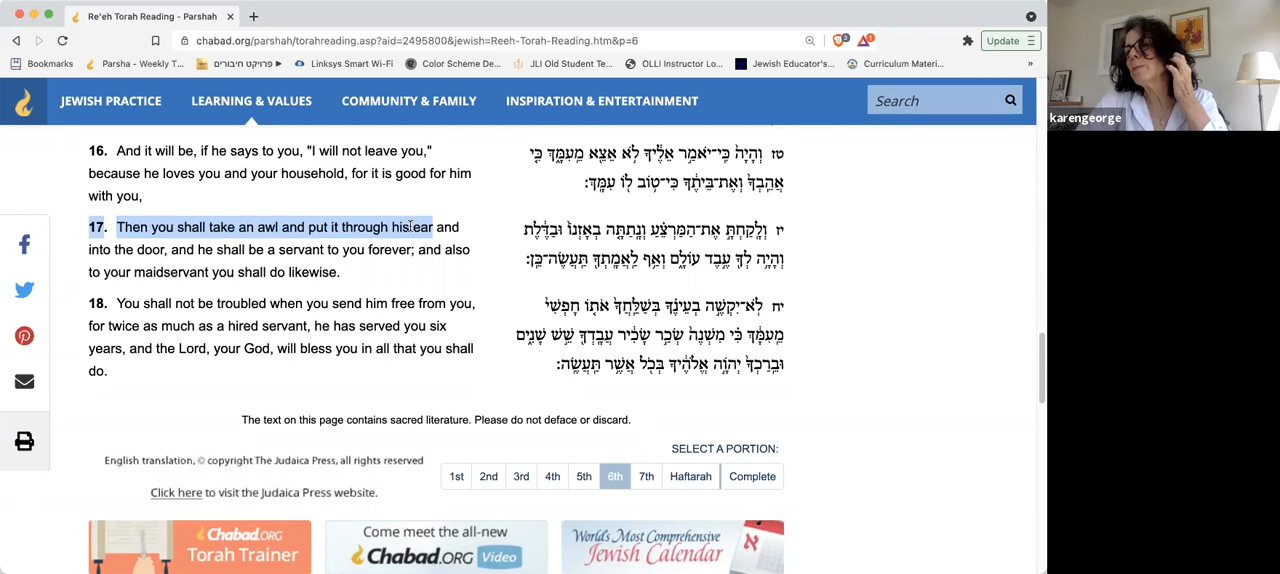 Re'eh Torah Reading - Parshah
chabad.org/parshah/torahreading.asp?aid=2495800&jewish=Reeh-Torah-Reading.htm&p=6
3
1
Update
Bookmarks
Parsha - Weekly T...
פרויקט חיבורים
Linksys Smart Wi-Fi
Color Scheme De...
JLI Old Student Te...
OLLI Instructor Lo...
Jewish Educator's...
Curriculum Materi...
JEWISH PRACTICE
LEARNING & VALUES
COMMUNITY & FAMILY
INSPIRATION & ENTERTAINMENT
Search
karengeorge
16. And it will be, if he says to you, "I will not leave you,"
because he loves you and your household, for it is good for him
with you,
טז וְהָיָה֙ כִּֽי־יֹאמַ֣ר אֵלֶ֔יךָ לֹ֥א אֵצֵ֖א מֵֽעִמָּ֑ךְ כִּ֤י
אֲהֵֽבְךָ֙ וְאֶת־בֵּיתֶ֔ךָ כִּי־ט֥וֹב ל֖וֹ עִמָּֽךְ:
17. Then you shall take an awl and put it through his ear and
into the door, and he shall be a servant to you forever; and also
to your maidservant you shall do likewise.
יז וְלָֽקַחְתָּ֣ אֶת־הַמַּרְצֵ֗עַ וְנָֽתַתָּ֤ה בְאָזְנוֹ֙ וּבַדֶּ֔לֶת
וְהָיָ֥ה לְךָ֖ עֶ֣בֶד עוֹלָ֑ם וְאַ֥ף לַֽאֲמָֽתְךָ֖ תַּֽעֲשֶׂה־כֵּֽן:
18. You shall not be troubled when you send him free from you,
for twice as much as a hired servant, he has served you six
years, and the Lord, your God, will bless you in all that you shall
do.
יח לֹֽא־יִקְשֶׁ֣ה בְעֵינֶ֗ךָ בְּשַׁלֵּֽחֲךָ֨ אֹת֤וֹ חָפְשִׁי֙
מֵֽעִמָּ֔ךְ כִּ֗י מִשְׁנֶה֙ שְׂכַ֣ר שָׂכִ֔יר עֲבָֽדְךָ֖ שֵׁ֣שׁ שָׁנִ֑ים
וּבֵֽרַכְךָ֙ יְהֹוָ֣ה אֱלֹהֶ֔יךָ בְּכֹ֖ל אֲשֶׁ֥ר תַּֽעֲשֶֽׂה:
The text on this page contains sacred literature. Please do not deface or discard.
English translation, © copyright The Judaica Press, all rights reserved
Click here to visit the Judaica Press website.
SELECT A PORTION:
1st 2nd 3rd 4th 5th 6th 7th Haftarah Complete
Chabad.ORG
Torah Trainer
Come meet the all-new
Chabad.ORG Video
World's Most Comprehensive
Jewish Calendar